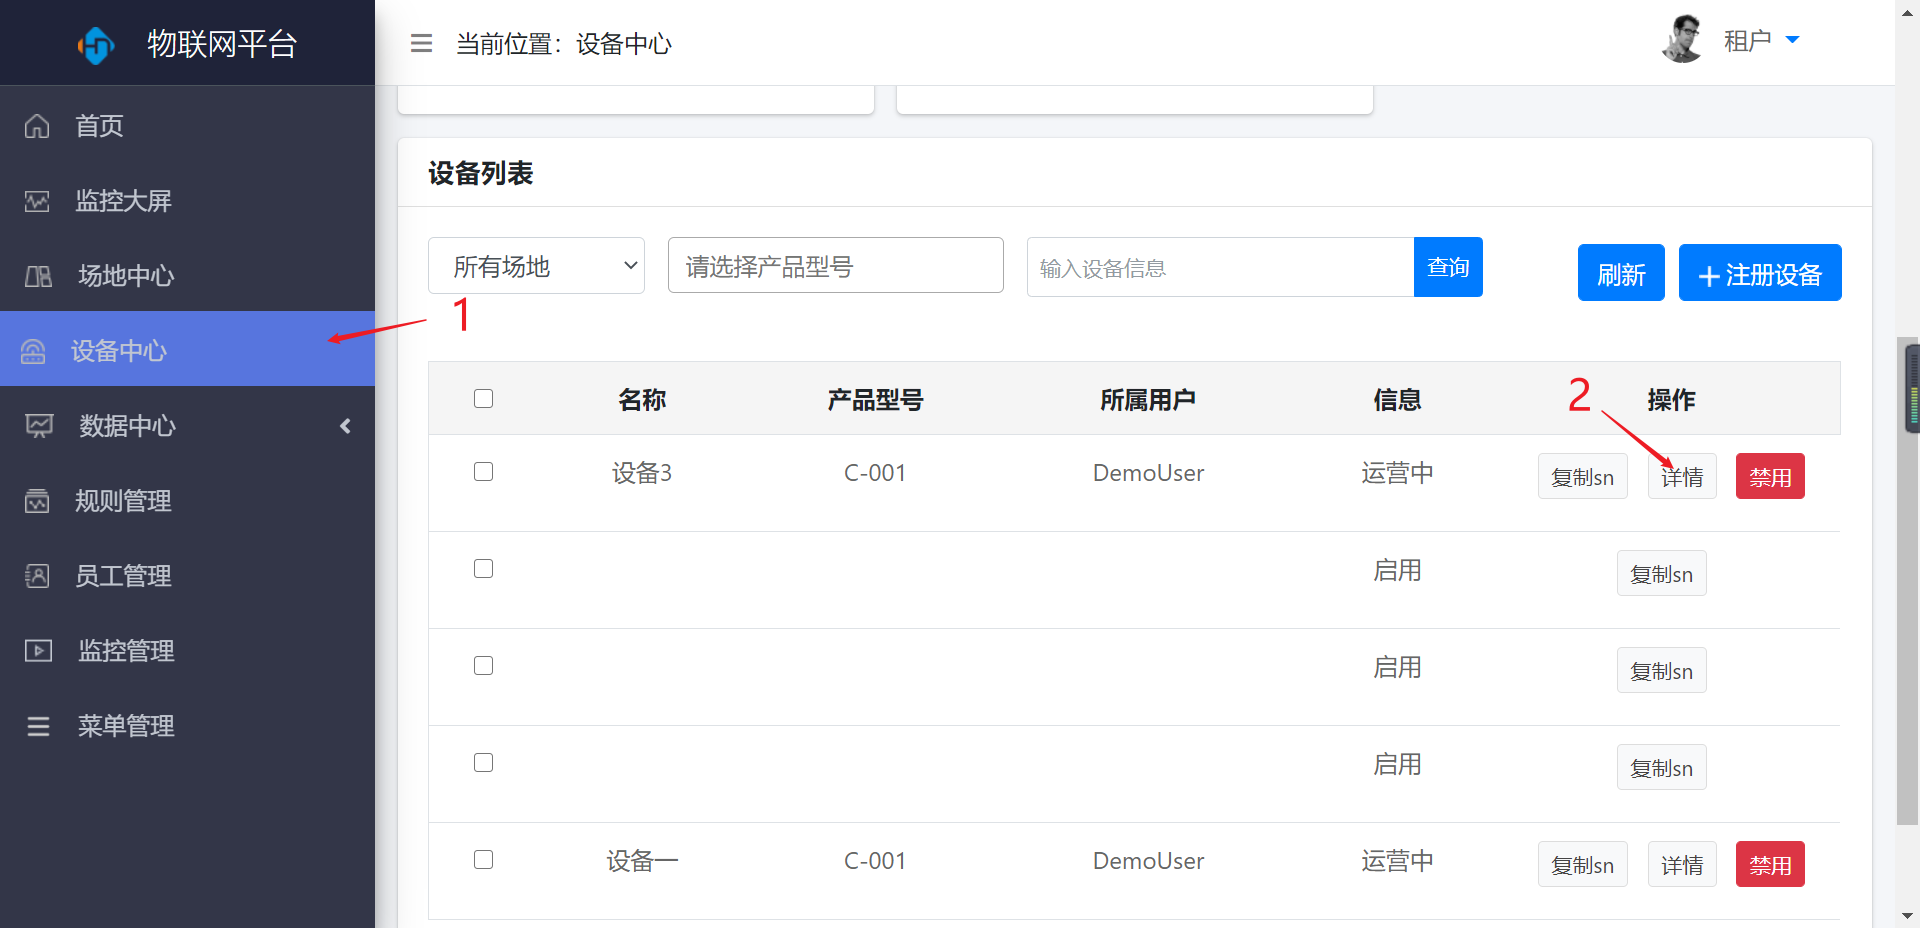 物联网平台
当前位置：设备中心
租户
首页
监控大屏
场地中心
设备中心
数据中心
规则管理
员工管理
监控管理
菜单管理
设备列表
所有场地
请选择产品型号
输入设备信息
查询
刷新
+ 注册设备
1
2
名称 产品型号 所属用户 信息 操作
设备3 C-001 DemoUser 运营中 复制sn 详情 禁用
启用 复制sn
启用 复制sn
启用 复制sn
设备一 C-001 DemoUser 运营中 复制sn 详情 禁用